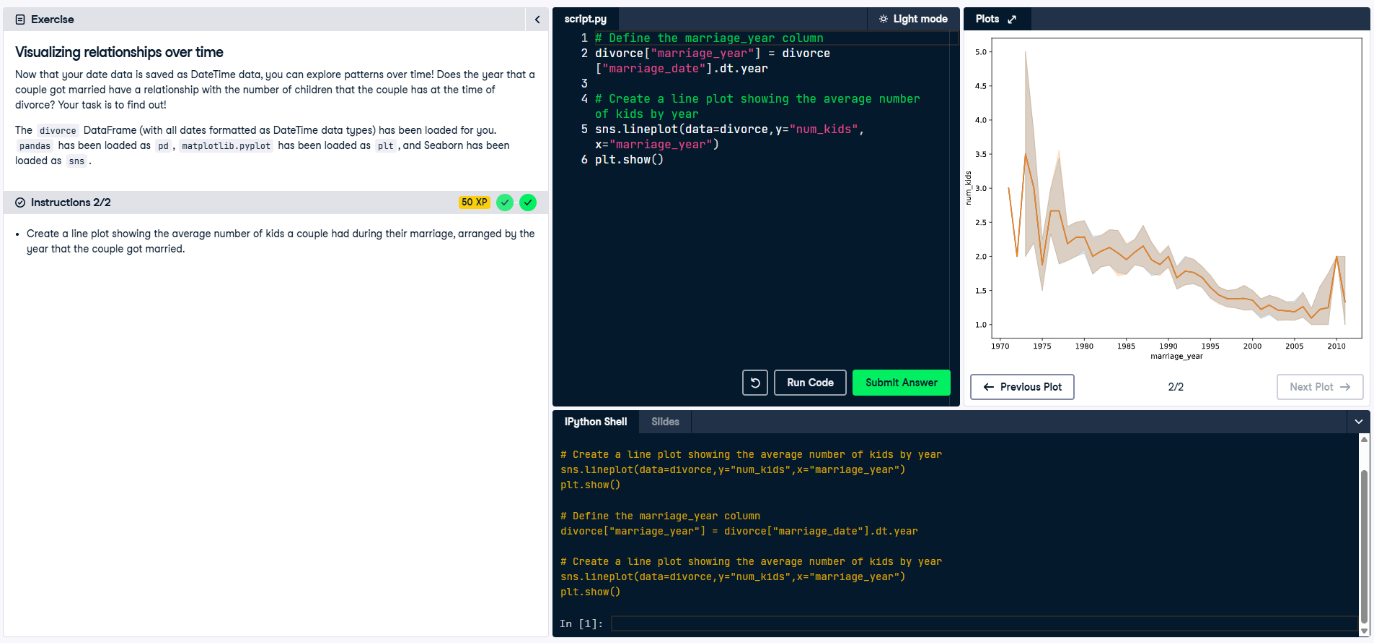 Exercise
Visualizing relationships over time
Now that your date data is saved as DateTime data, you can explore patterns over time! Does the year that a
couple got married have a relationship with the number of children that the couple has at the time of
divorce? Your task is to find out!
The divorce DataFrame (with all dates formatted as DateTime data types) has been loaded for you.
pandas has been loaded as pd, matplotlib.pyplot has been loaded as plt, and Seaborn has been
loaded as sns.
Instructions 2/2
50 XP
• Create a line plot showing the average number of kids a couple had during their marriage, arranged by the
year that the couple got married.
script.py
Light mode
1 # Define the marriage_year column
2 divorce["marriage_year"] = divorce
["marriage_date"].dt.year
3
4 # Create a line plot showing the average number
of kids by year
5 sns.lineplot(data=divorce,y="num_kids",
x="marriage_year")
6 plt.show()
Run Code
Submit Answer
Plots
5.0
4.5
4.0
3.5
3.0
2.5
2.0
1.5
1.0
num_kids
1970 1975 1980 1985 1990 1995 2000 2005 2010
marriage_year
← Previous Plot
2/2
Next Plot →
IPython Shell
Slides
# Create a line plot showing the average number of kids by year
sns.lineplot(data=divorce,y="num_kids",x="marriage_year")
plt.show()
# Define the marriage_year column
divorce["marriage_year"] = divorce["marriage_date"].dt.year
# Create a line plot showing the average number of kids by year
sns.lineplot(data=divorce,y="num_kids",x="marriage_year")
plt.show()
In [1]: